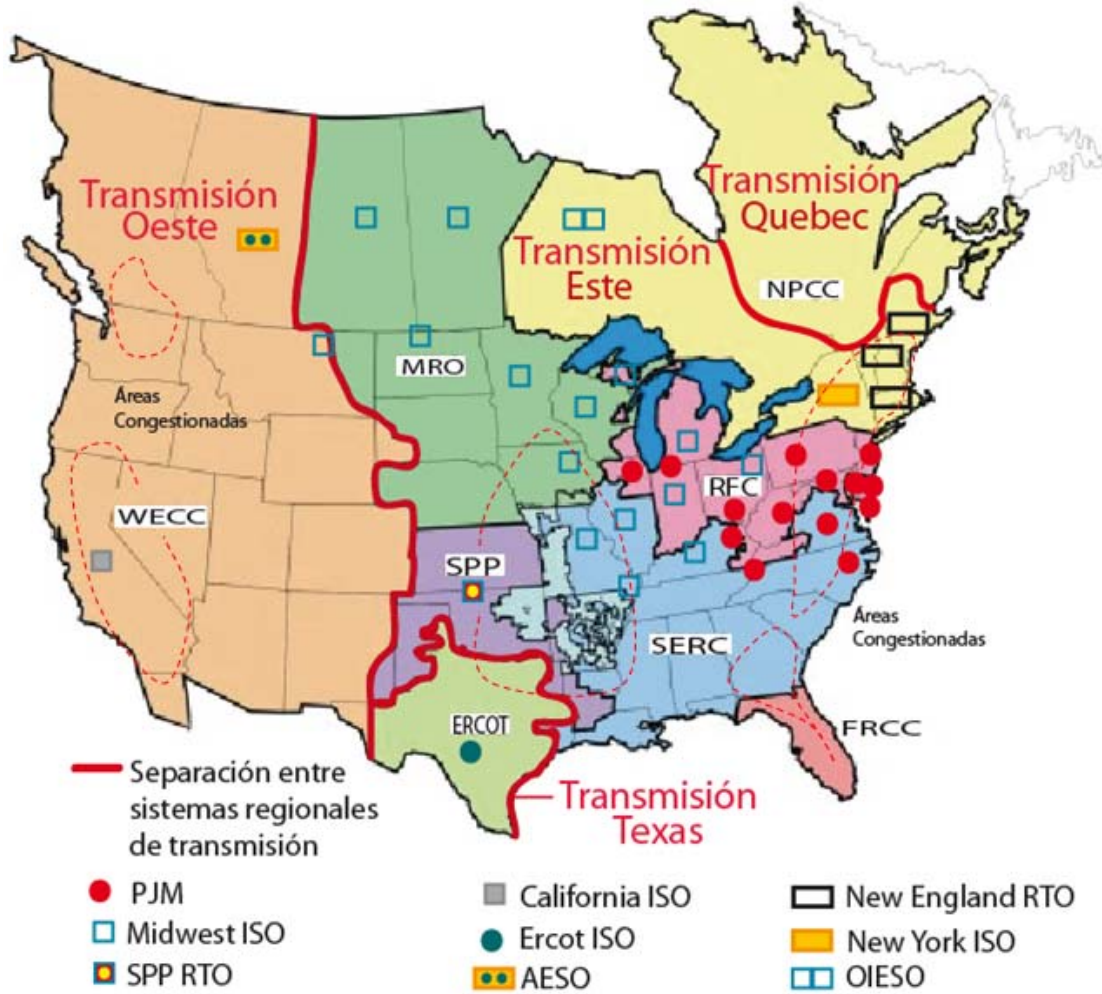 Transmisión
Oeste
Transmisión
Quebec
Transmisión
Este
NPCC
MRO
Áreas
Congestionadas
RFC
WECC
SPP
SERC
Áreas
Congestionadas
ERCOT
FRCC
Separación entre
sistemas regionales
de transmisión
Transmisión
Texas
PJM
California ISO
New England RTO
Midwest ISO
Ercot ISO
New York ISO
SPP RTO
AESO
OIESO